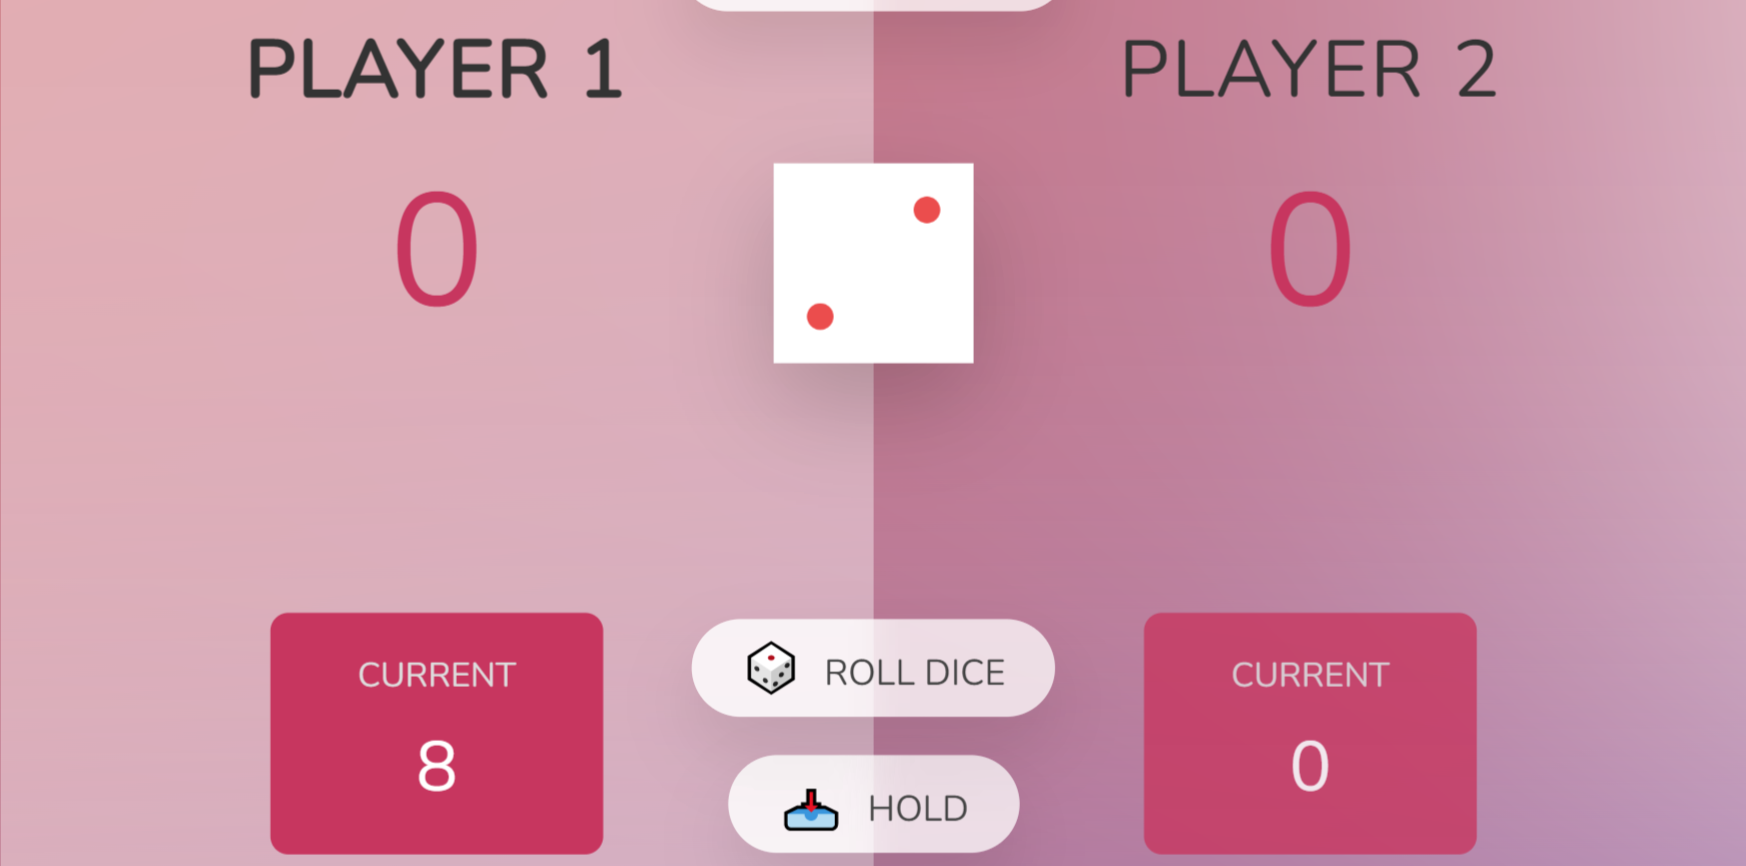 PLAYER 1
0
CURRENT
8
PLAYER 2
0
CURRENT
0
ROLL DICE
HOLD